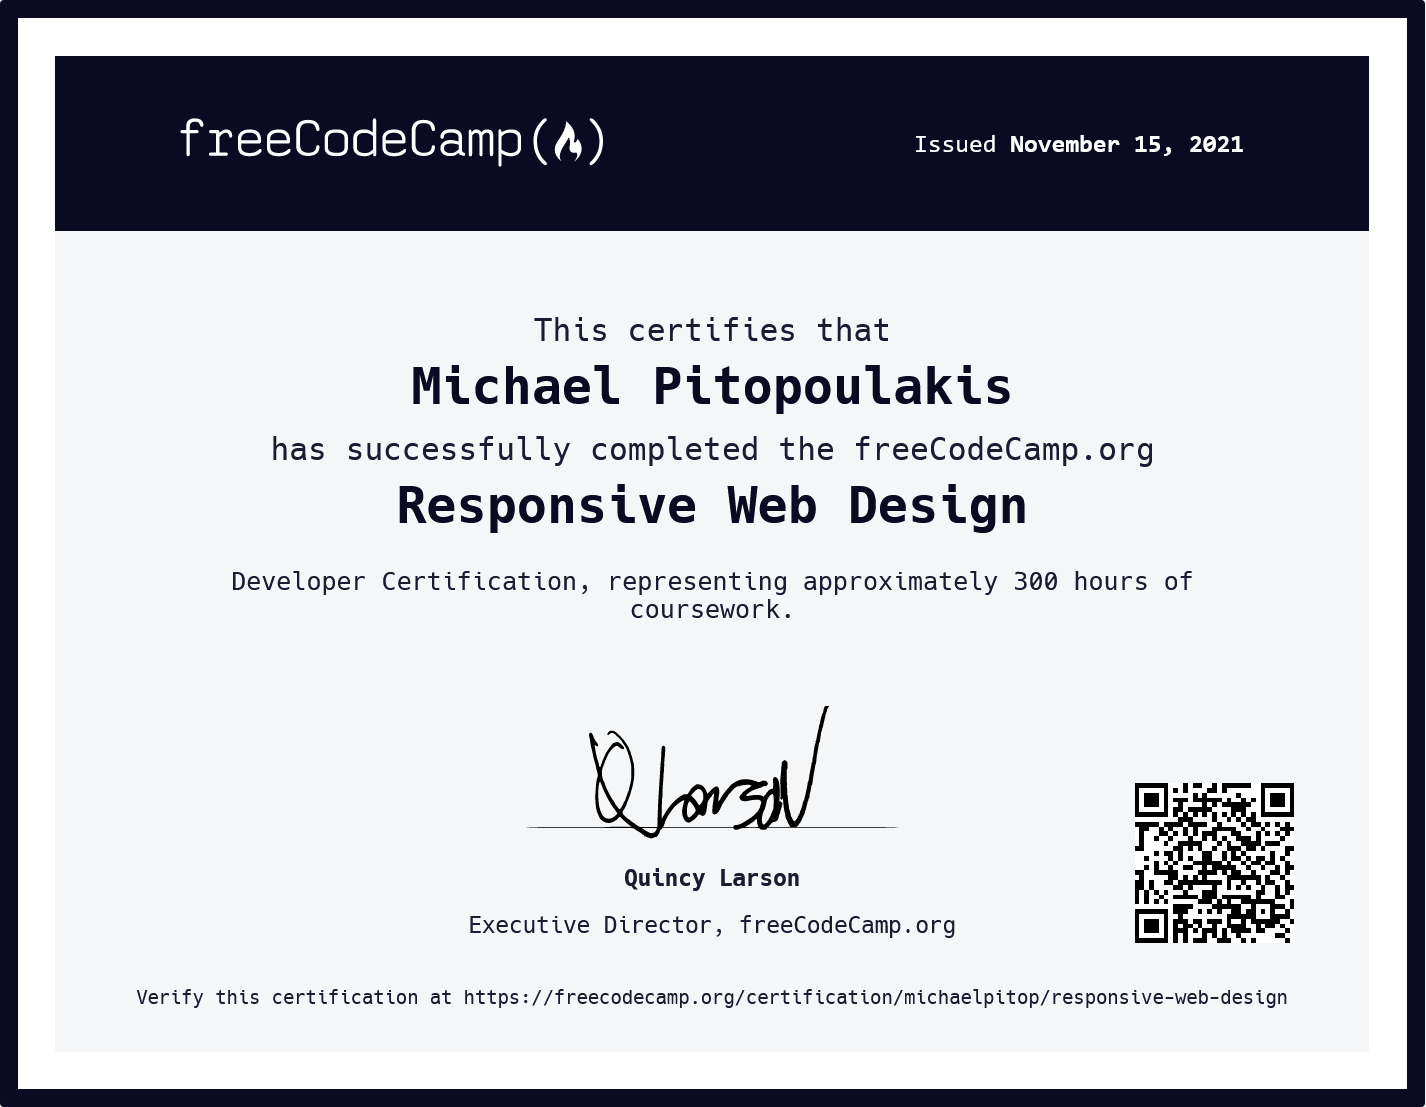 freeCodeCamp(🔥)
Issued November 15, 2021
This certifies that
Michael Pitopoulakis
has successfully completed the freeCodeCamp.org
Responsive Web Design
Developer Certification, representing approximately 300 hours of
coursework.
Q Larson
Quincy Larson
Executive Director, freeCodeCamp.org
Verify this certification at https://freecodecamp.org/certification/michaelpitop/responsive-web-design